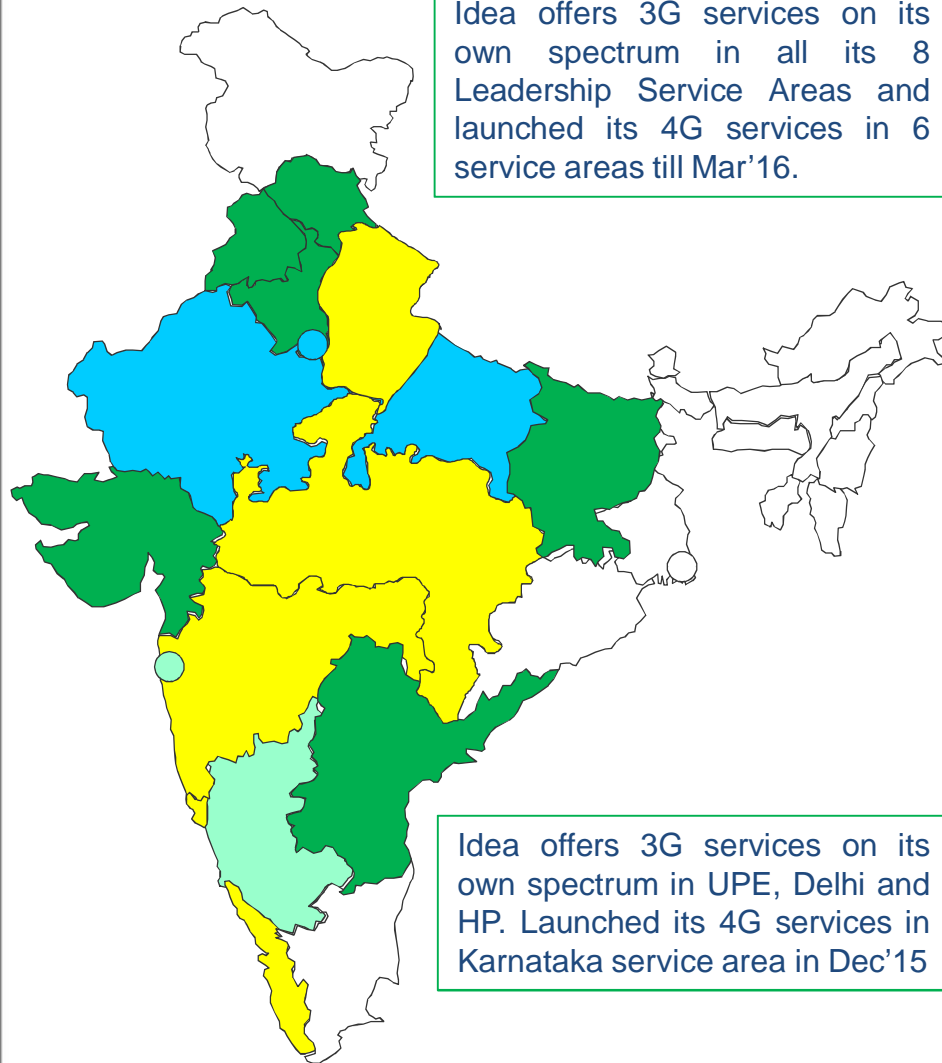 Idea offers 3G services on its
own spectrum in all its 8
Leadership Service Areas and
launched its 4G services in 6
service areas till Mar’16.
Idea offers 3G services on its
own spectrum in UPE, Delhi and
HP. Launched its 4G services in
Karnataka service area in Dec’15